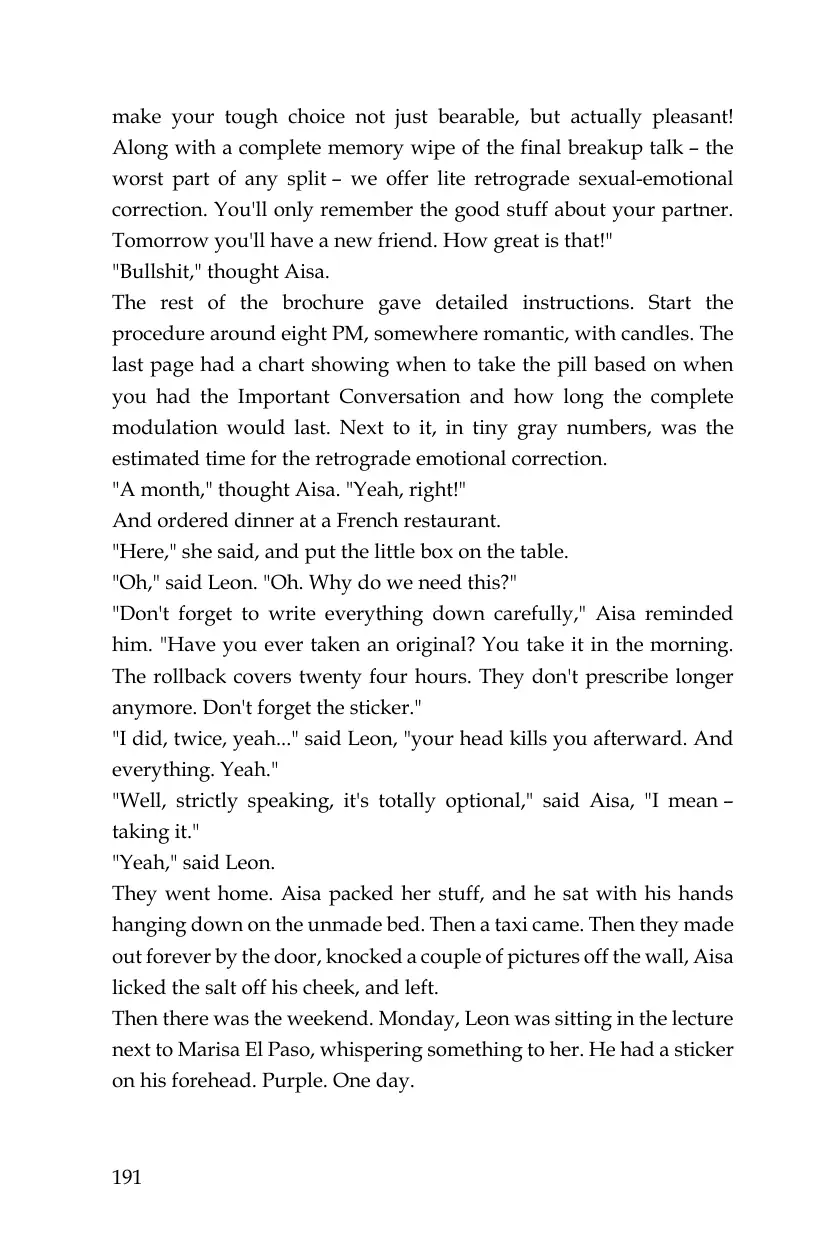 make your tough choice not just bearable, but actually pleasant!
Along with a complete memory wipe of the final breakup talk – the
worst part of any split – we offer lite retrograde sexual-emotional
correction. You'll only remember the good stuff about your partner.
Tomorrow you'll have a new friend. How great is that!"
"Bullshit," thought Aisa.
The rest of the brochure gave detailed instructions. Start the
procedure around eight PM, somewhere romantic, with candles. The
last page had a chart showing when to take the pill based on when
you had the Important Conversation and how long the complete
modulation would last. Next to it, in tiny gray numbers, was the
estimated time for the retrograde emotional correction.
"A month," thought Aisa. "Yeah, right!"
And ordered dinner at a French restaurant.
"Here," she said, and put the little box on the table.
"Oh," said Leon. "Oh. Why do we need this?"
"Don't forget to write everything down carefully," Aisa reminded
him. "Have you ever taken an original? You take it in the morning.
The rollback covers twenty four hours. They don't prescribe longer
anymore. Don't forget the sticker."
"I did, twice, yeah..." said Leon, "your head kills you afterward. And
everything. Yeah."
"Well, strictly speaking, it's totally optional," said Aisa, "I mean –
taking it."
"Yeah," said Leon.
They went home. Aisa packed her stuff, and he sat with his hands
hanging down on the unmade bed. Then a taxi came. Then they made
out forever by the door, knocked a couple of pictures off the wall, Aisa
licked the salt off his cheek, and left.
Then there was the weekend. Monday, Leon was sitting in the lecture
next to Marisa El Paso, whispering something to her. He had a sticker
on his forehead. Purple. One day.
191